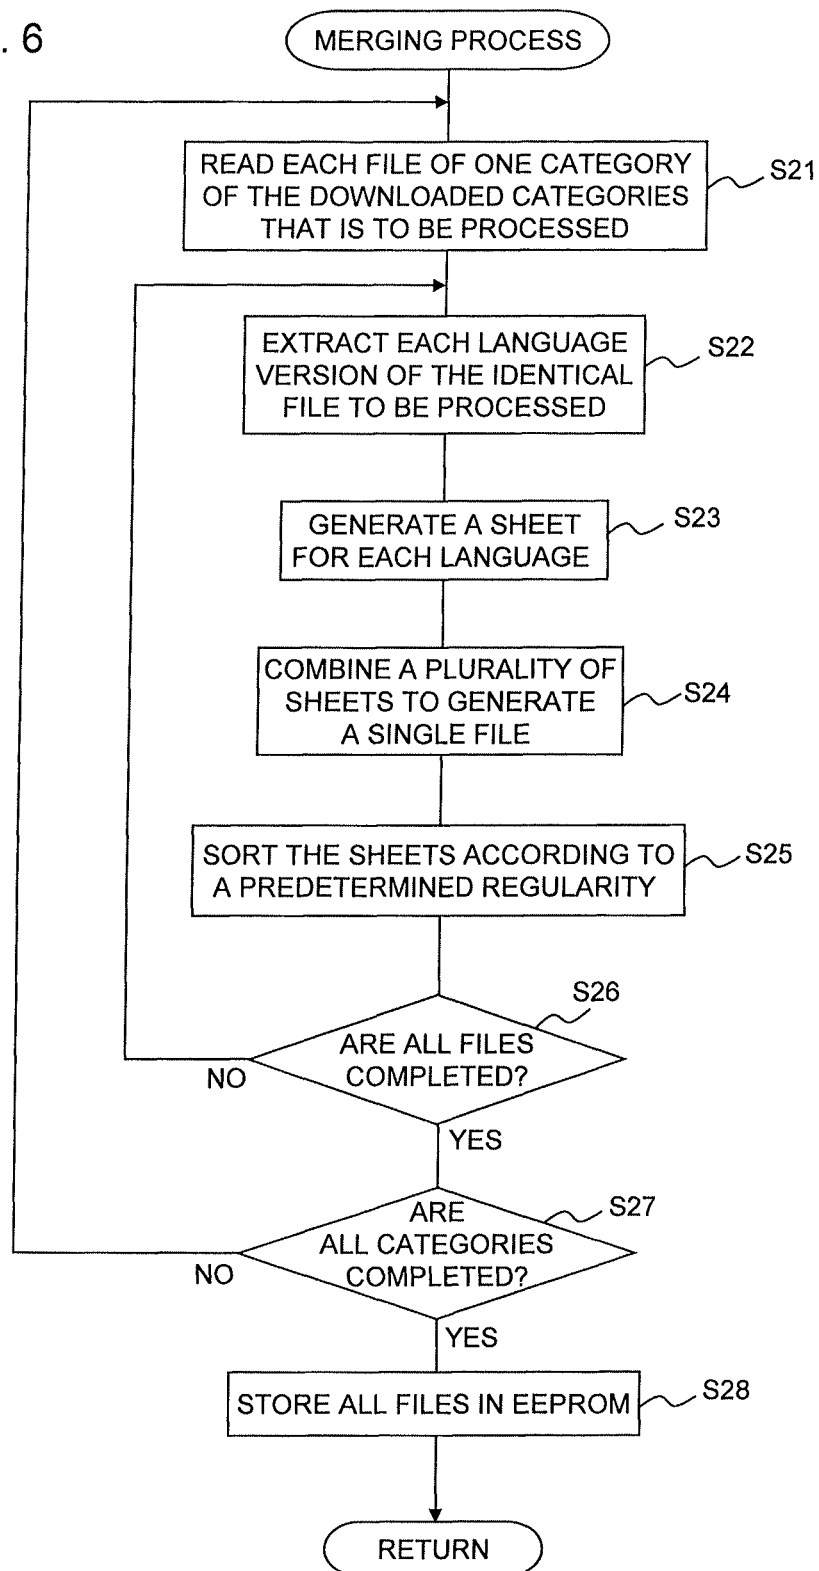 . 6
MERGING PROCESS
READ EACH FILE OF ONE CATEGORY
OF THE DOWNLOADED CATEGORIES
THAT IS TO BE PROCESSED
S21
EXTRACT EACH LANGUAGE
VERSION OF THE IDENTICAL
FILE TO BE PROCESSED
S22
GENERATE A SHEET
FOR EACH LANGUAGE
S23
COMBINE A PLURALITY OF
SHEETS TO GENERATE
A SINGLE FILE
S24
SORT THE SHEETS ACCORDING TO
A PREDETERMINED REGULARITY
S25
S26
ARE ALL FILES
COMPLETED?
NO
YES
S27
ARE
ALL CATEGORIES
COMPLETED?
NO
YES
STORE ALL FILES IN EEPROM
S28
RETURN